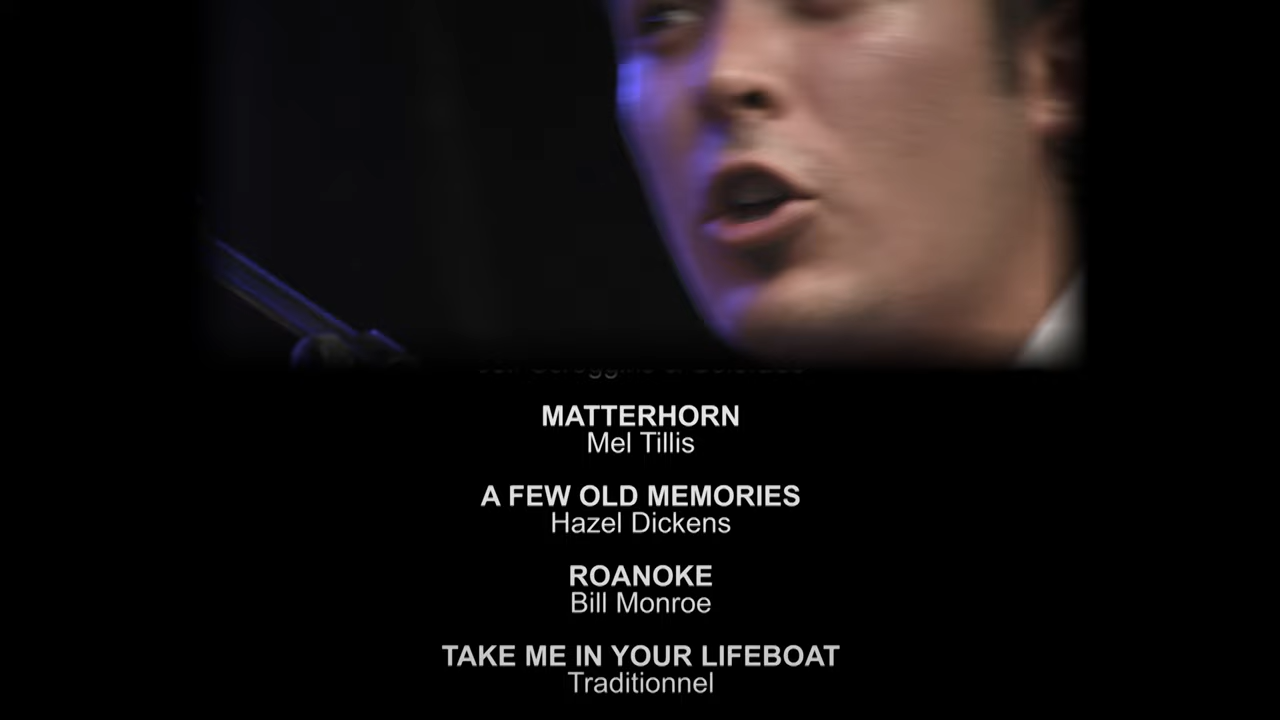 MATTERHORN
Mel Tillis
A FEW OLD MEMORIES
Hazel Dickens
ROANOKE
Bill Monroe
TAKE ME IN YOUR LIFEBOAT
Traditionnel